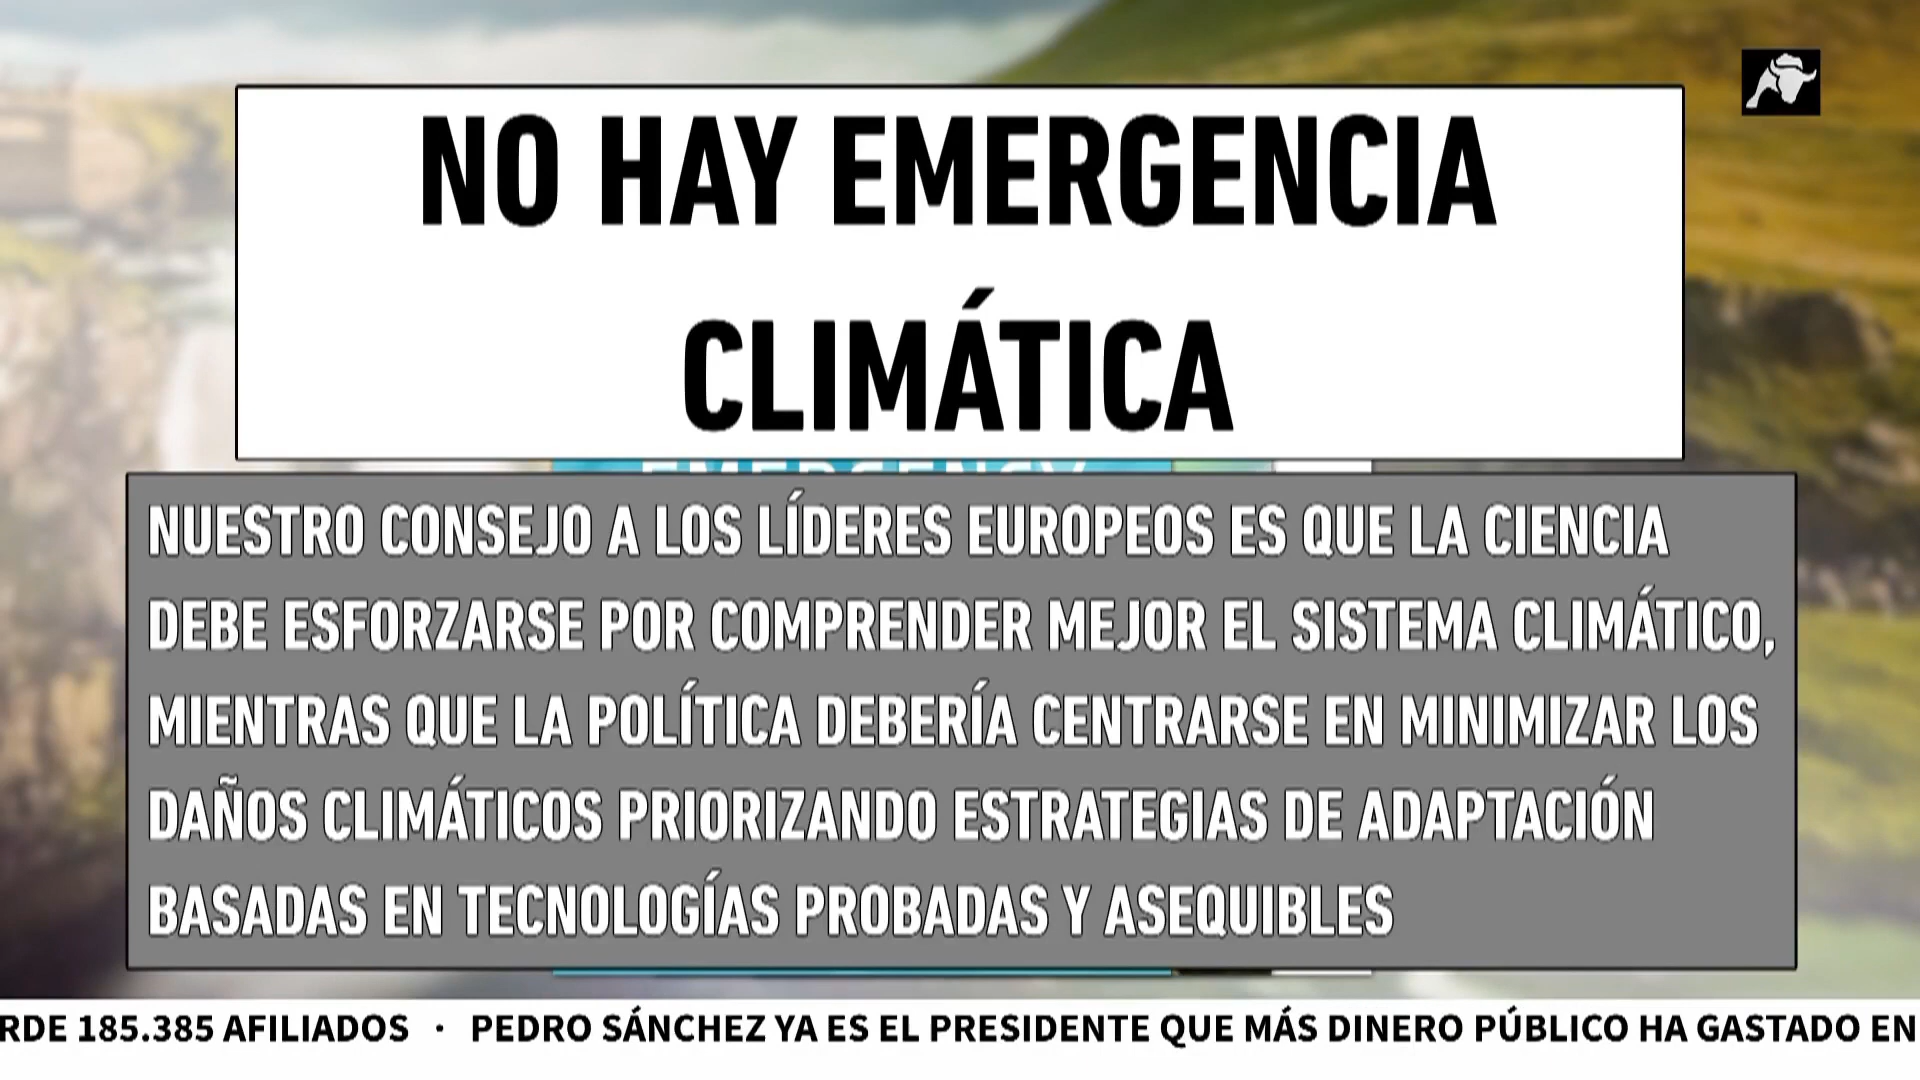 NO HAY EMERGENCIA
CLIMÁTICA
EMERGENCY
NUESTRO CONSEJO A LOS LÍDERES EUROPEOS ES QUE LA CIENCIA
DEBE ESFORZARSE POR COMPRENDER MEJOR EL SISTEMA CLIMÁTICO,
MIENTRAS QUE LA POLÍTICA DEBERÍA CENTRARSE EN MINIMIZAR LOS
DAÑOS CLIMÁTICOS PRIORIZANDO ESTRATEGIAS DE ADAPTACIÓN
BASADAS EN TECNOLOGÍAS PROBADAS Y ASEQUIBLES
RDE 185.385 AFILIADOS · PEDRO SÁNCHEZ YA ES EL PRESIDENTE QUE MÁS DINERO PÚBLICO HA GASTADO EN